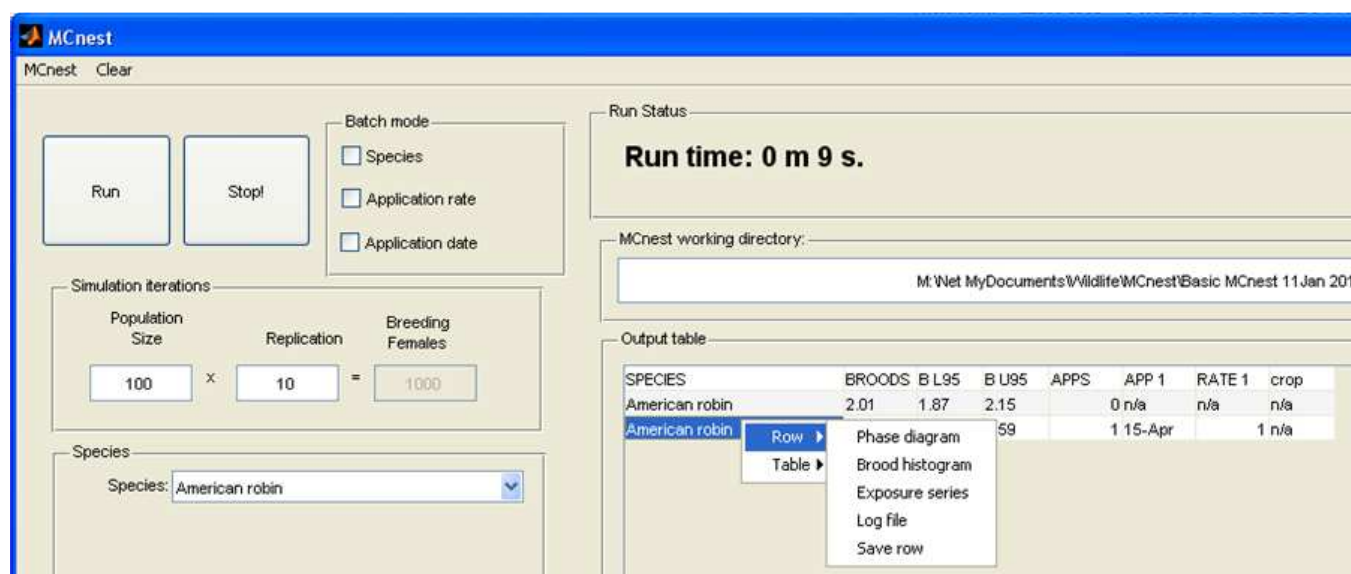 MCnest
MCnest Clear
Run
Stop!
Batch mode
Species
Application rate
Application date
Run Status
Run time: 0 m 9 s.
MCnest working directory:
M:\Net MyDocuments\Wildlife\MCnest\Basic MCnest 11Jan 201
Simulation iterations
Population Size
Replication
Breeding Females
100 x 10 = 1000
Output table
SPECIES BROODS B L95 B U95 APPS APP 1 RATE 1 crop
American robin 2.01 1.87 2.15 0 n/a n/a n/a
American robin 59 1 15-Apr 1 n/a
Row
Table
Phase diagram
Brood histogram
Exposure series
Log file
Save row
Species
Species: American robin